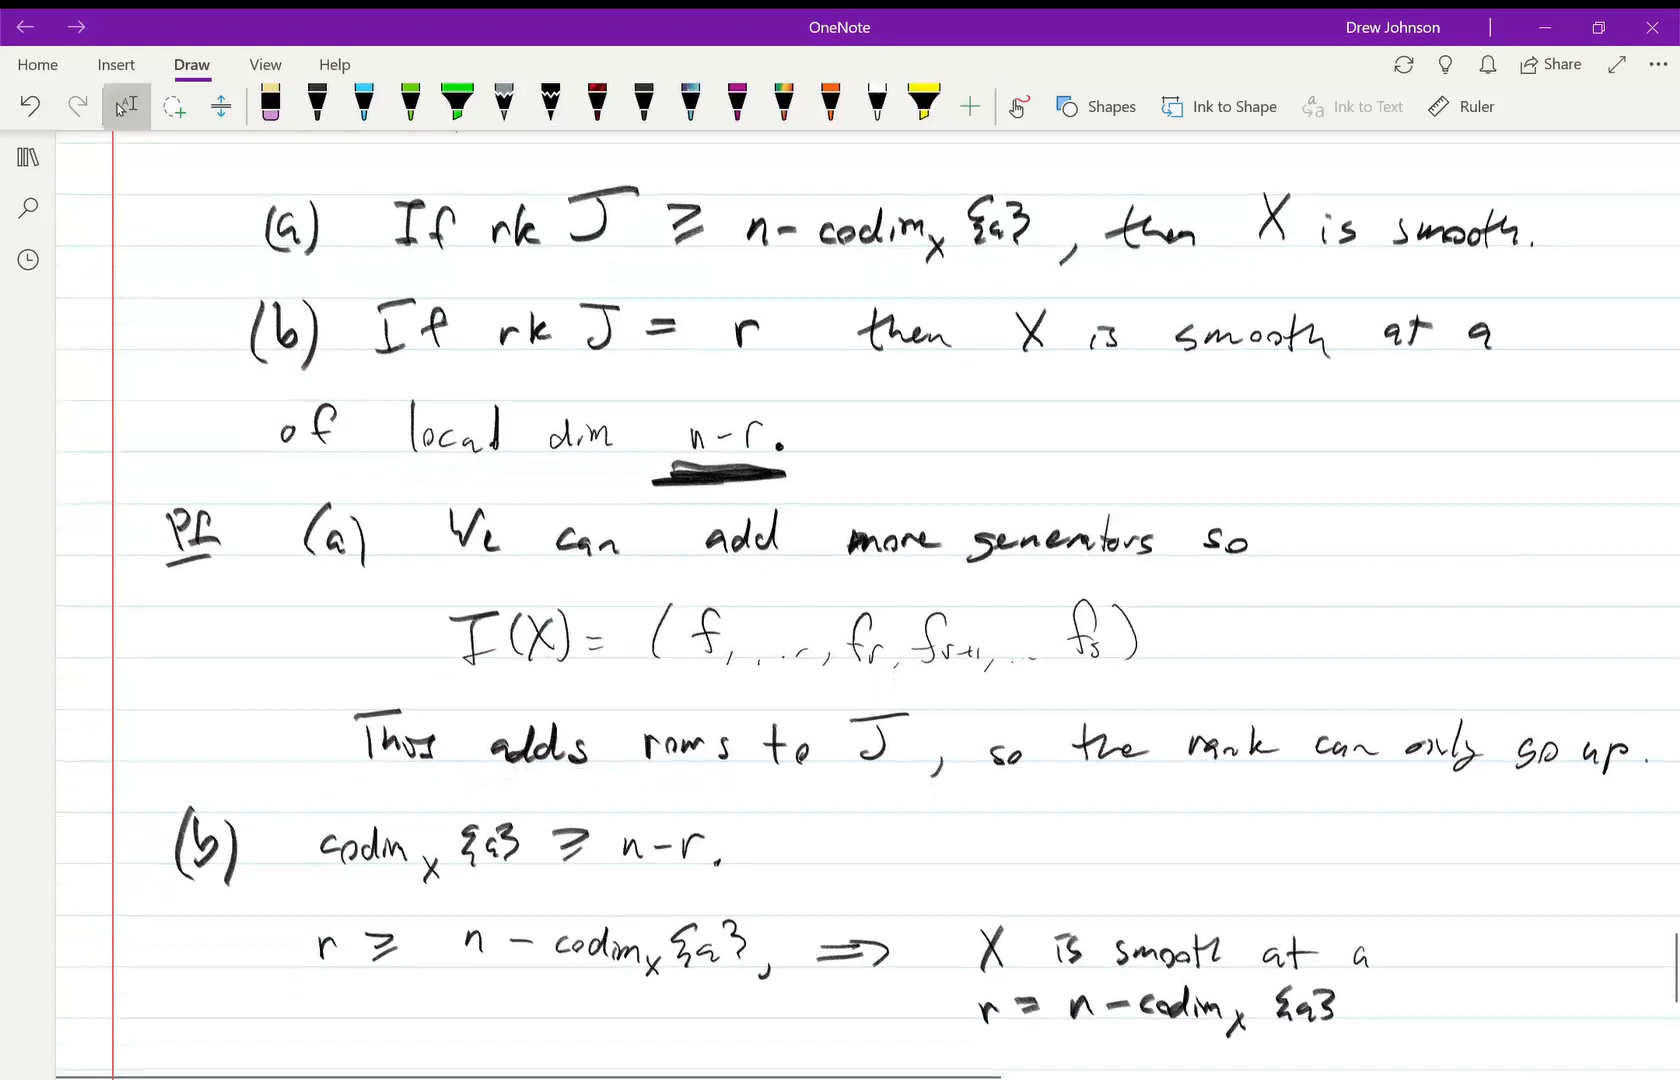 OneNote
Drew Johnson
Home Insert Draw View Help
Share
Shapes Ink to Shape Ink to Text Ruler
(a) If rk J ≥ n - codim_X {a}, then X is smooth.
(b) If rk J = r then X is smooth at a
of local dim n-r.
Pf (a) We can add more generators so
I(X) = (f_1, ..., f_r, f_{r+1}, ... f_s)
This adds rows to J, so the rank can only go up.
(b) codim_X {a} ≥ n-r.
r ≥ n - codim_X {a}, ⇒ X is smooth at a
r = n - codim_X {a}